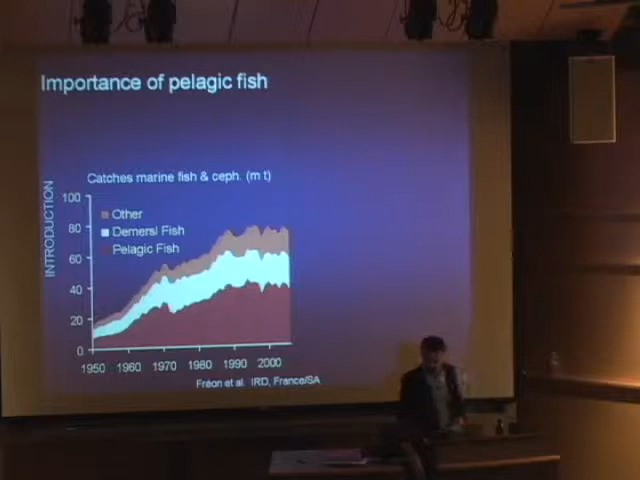 Importance of pelagic fish
INTRODUCTION
Catches marine fish & ceph. (m t)
100
80
60
40
20
0
Other
Demersl Fish
Pelagic Fish
1950 1960 1970 1980 1990 2000
Fréon et al. IRD, France/SA